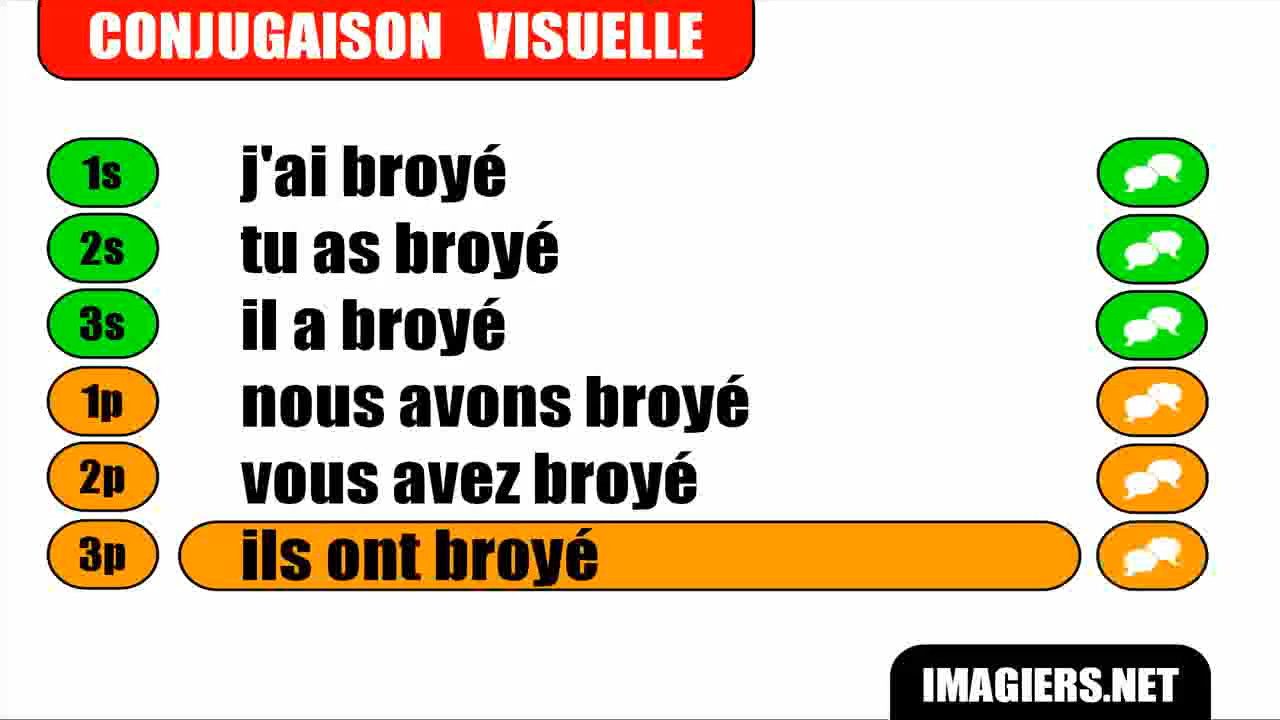 CONJUGAISON VISUELLE
1s j'ai broyé
2s tu as broyé
3s il a broyé
1p nous avons broyé
2p vous avez broyé
3p ils ont broyé
IMAGIERS.NET